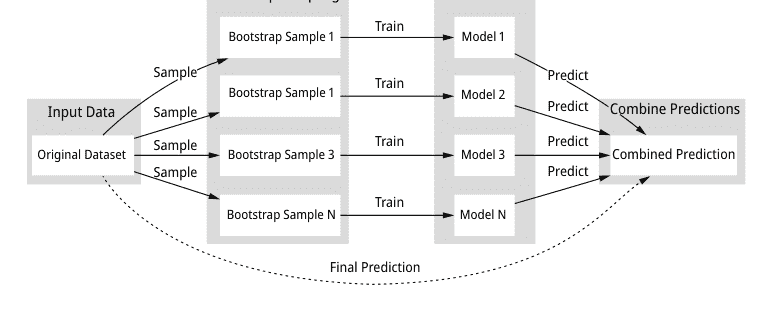 Bootstrap Sample 1
Train
Model 1
Sample
Predict
Train
Bootstrap Sample 1
Model 2
Input Data
Sample
Predict
Combine Predictions
Original Dataset
Sample
Bootstrap Sample 3
Train
Model 3
Predict
Combined Prediction
Sample
Predict
Bootstrap Sample N
Train
Model N
Final Prediction